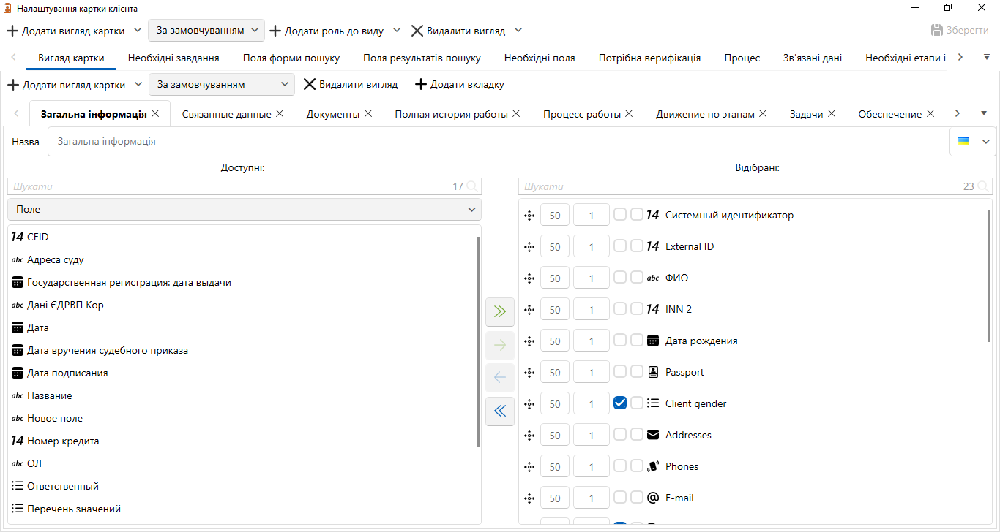 Налаштування картки клієнта
Додати вигляд картки За замовчуванням Додати роль до виду Видалити вигляд Зберегти
Вигляд картки Необхідні завдання Поля форми пошуку Поля результатів пошуку Необхідні поля Потрібна верифікація Процес Зв'язані дані Необхідні етапи і
Додати вигляд картки За замовчуванням Видалити вигляд Додати вкладку
Загальна інформація Связанные данные Документы Полная история работы Процесс работы Движение по этапам Задачи Обеспечение
Назва Загальна інформація
Доступні:
Шукати 17
Поле
14 CEID
abc Адреса суду
Государственная регистрация: дата выдачи
abc Дані ЄДРВП Кор
Дата
Дата вручения судебного приказа
Дата подписания
abc Название
abc Новое поле
14 Номер кредита
abc ОЛ
Ответственный
Перечень значений
Відібрані:
Шукати 23
50 1 14 Системный идентификатор
50 1 14 External ID
50 1 abc ФИО
50 1 14 INN 2
50 1 Дата рождения
50 1 Passport
50 1 Client gender
50 1 Addresses
50 1 Phones
50 1 E-mail